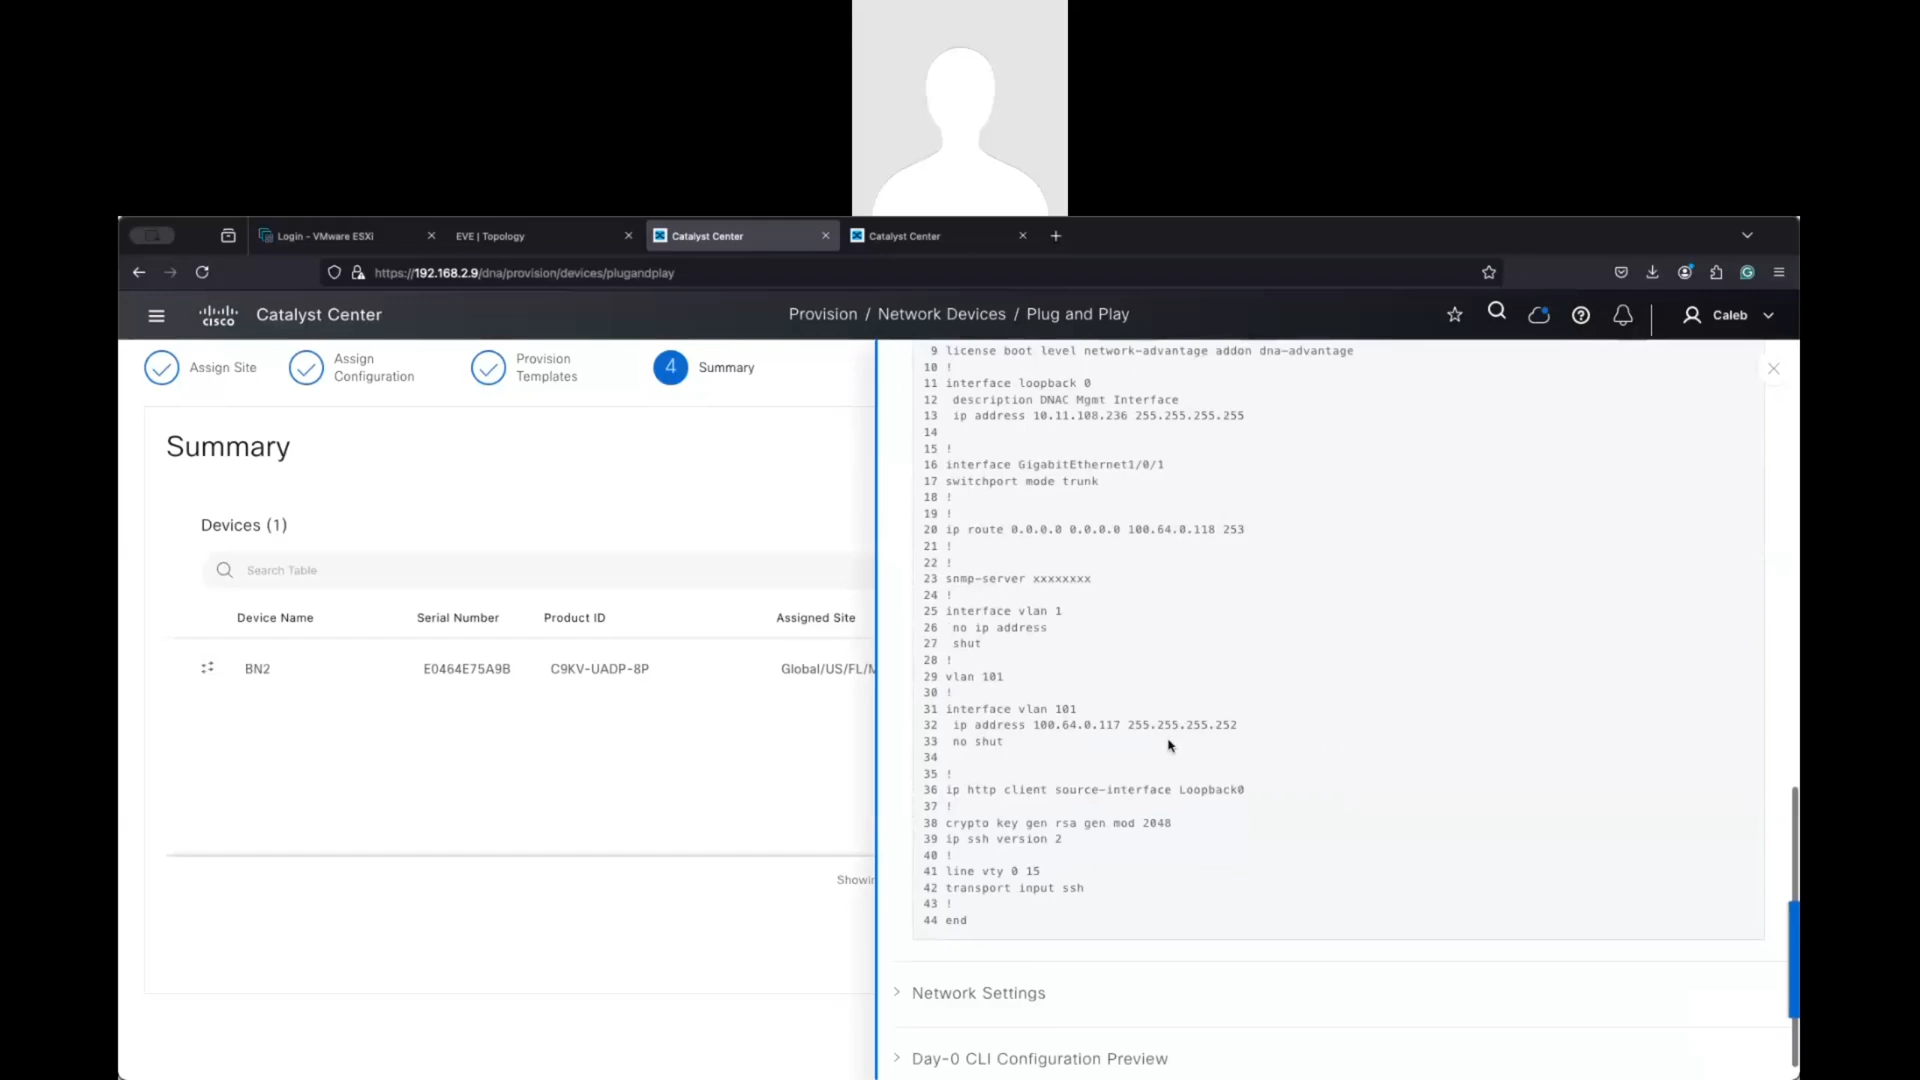 Login - VMware ESXi
EVE | Topology
Catalyst Center
Catalyst Center
https://192.168.2.9/dna/provision/devices/plugandplay
cisco
Catalyst Center
Provision / Network Devices / Plug and Play
Caleb
Assign Site
Assign Configuration
Provision Templates
4 Summary
Summary
Devices (1)
Search Table
Device Name Serial Number Product ID Assigned Site
BN2 E0464E75A9B C9KV-UADP-8P Global/US/FL/M
Showin
9 license boot level network-advantage addon dna-advantage
10 !
11 interface loopback 0
12 description DNAC Mgmt Interface
13 ip address 10.11.108.236 255.255.255.255
14
15 !
16 interface GigabitEthernet1/0/1
17 switchport mode trunk
18 !
19 !
20 ip route 0.0.0.0 0.0.0.0 100.64.0.118 253
21 !
22 !
23 snmp-server xxxxxxxx
24 !
25 interface vlan 1
26 no ip address
27 shut
28 !
29 vlan 101
30 !
31 interface vlan 101
32 ip address 100.64.0.117 255.255.255.252
33 no shut
34
35 !
36 ip http client source-interface Loopback0
37 !
38 crypto key gen rsa gen mod 2048
39 ip ssh version 2
40 !
41 line vty 0 15
42 transport input ssh
43 !
44 end
Network Settings
Day-0 CLI Configuration Preview